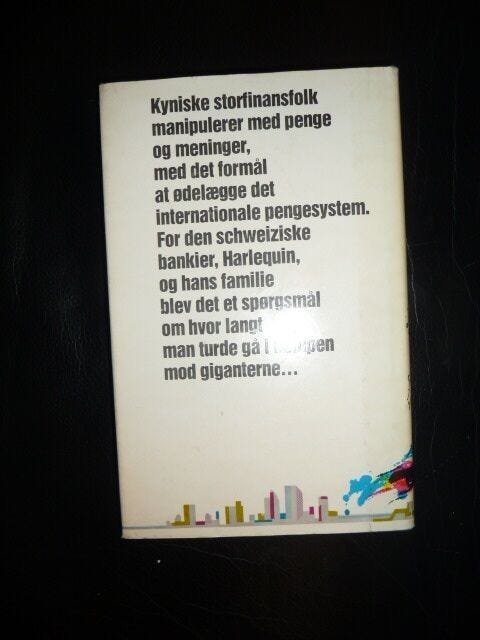 Kyniske storfinansfolk
manipulerer med penge
og meninger,
med det formål
at ødelægge det
internationale pengesystem.
For den schweiziske
bankier, Harlequin,
og hans familie
blev det et spørgsmål
om hvor langt
man turde gå i
mod giganterne...